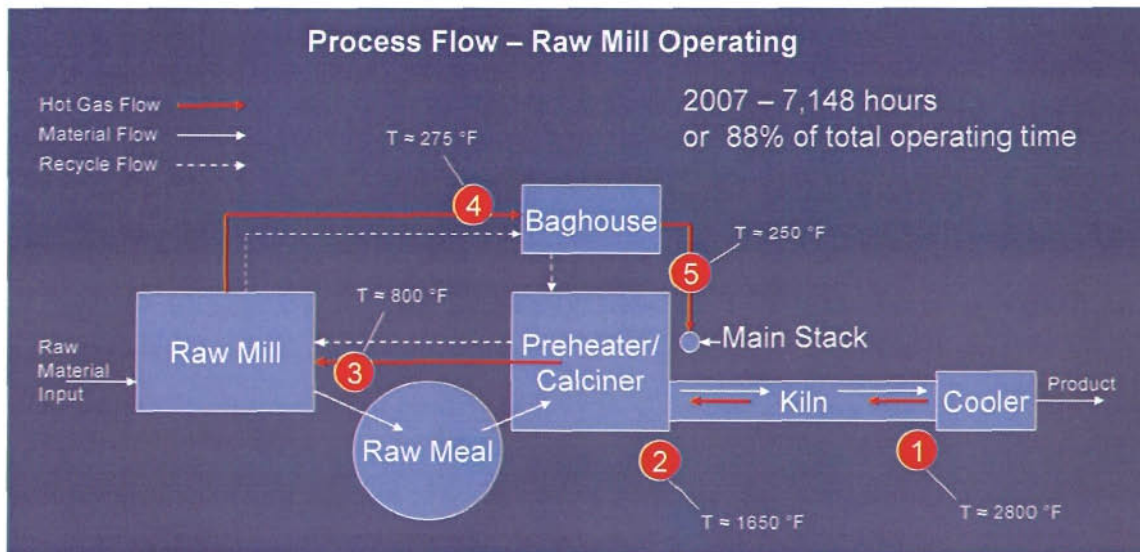 Process Flow – Raw Mill Operating
Hot Gas Flow
Material Flow
Recycle Flow
2007 – 7,148 hours
or 88% of total operating time
T ≈ 275 °F
4
Baghouse
T ≈ 250 °F
5
T ≈ 800 °F
Raw
Material
Input
Raw Mill
3
Preheater/
Calciner
Main Stack
Raw Meal
Kiln
Cooler
Product
2
1
T ≈ 1650 °F
T ≈ 2800 °F